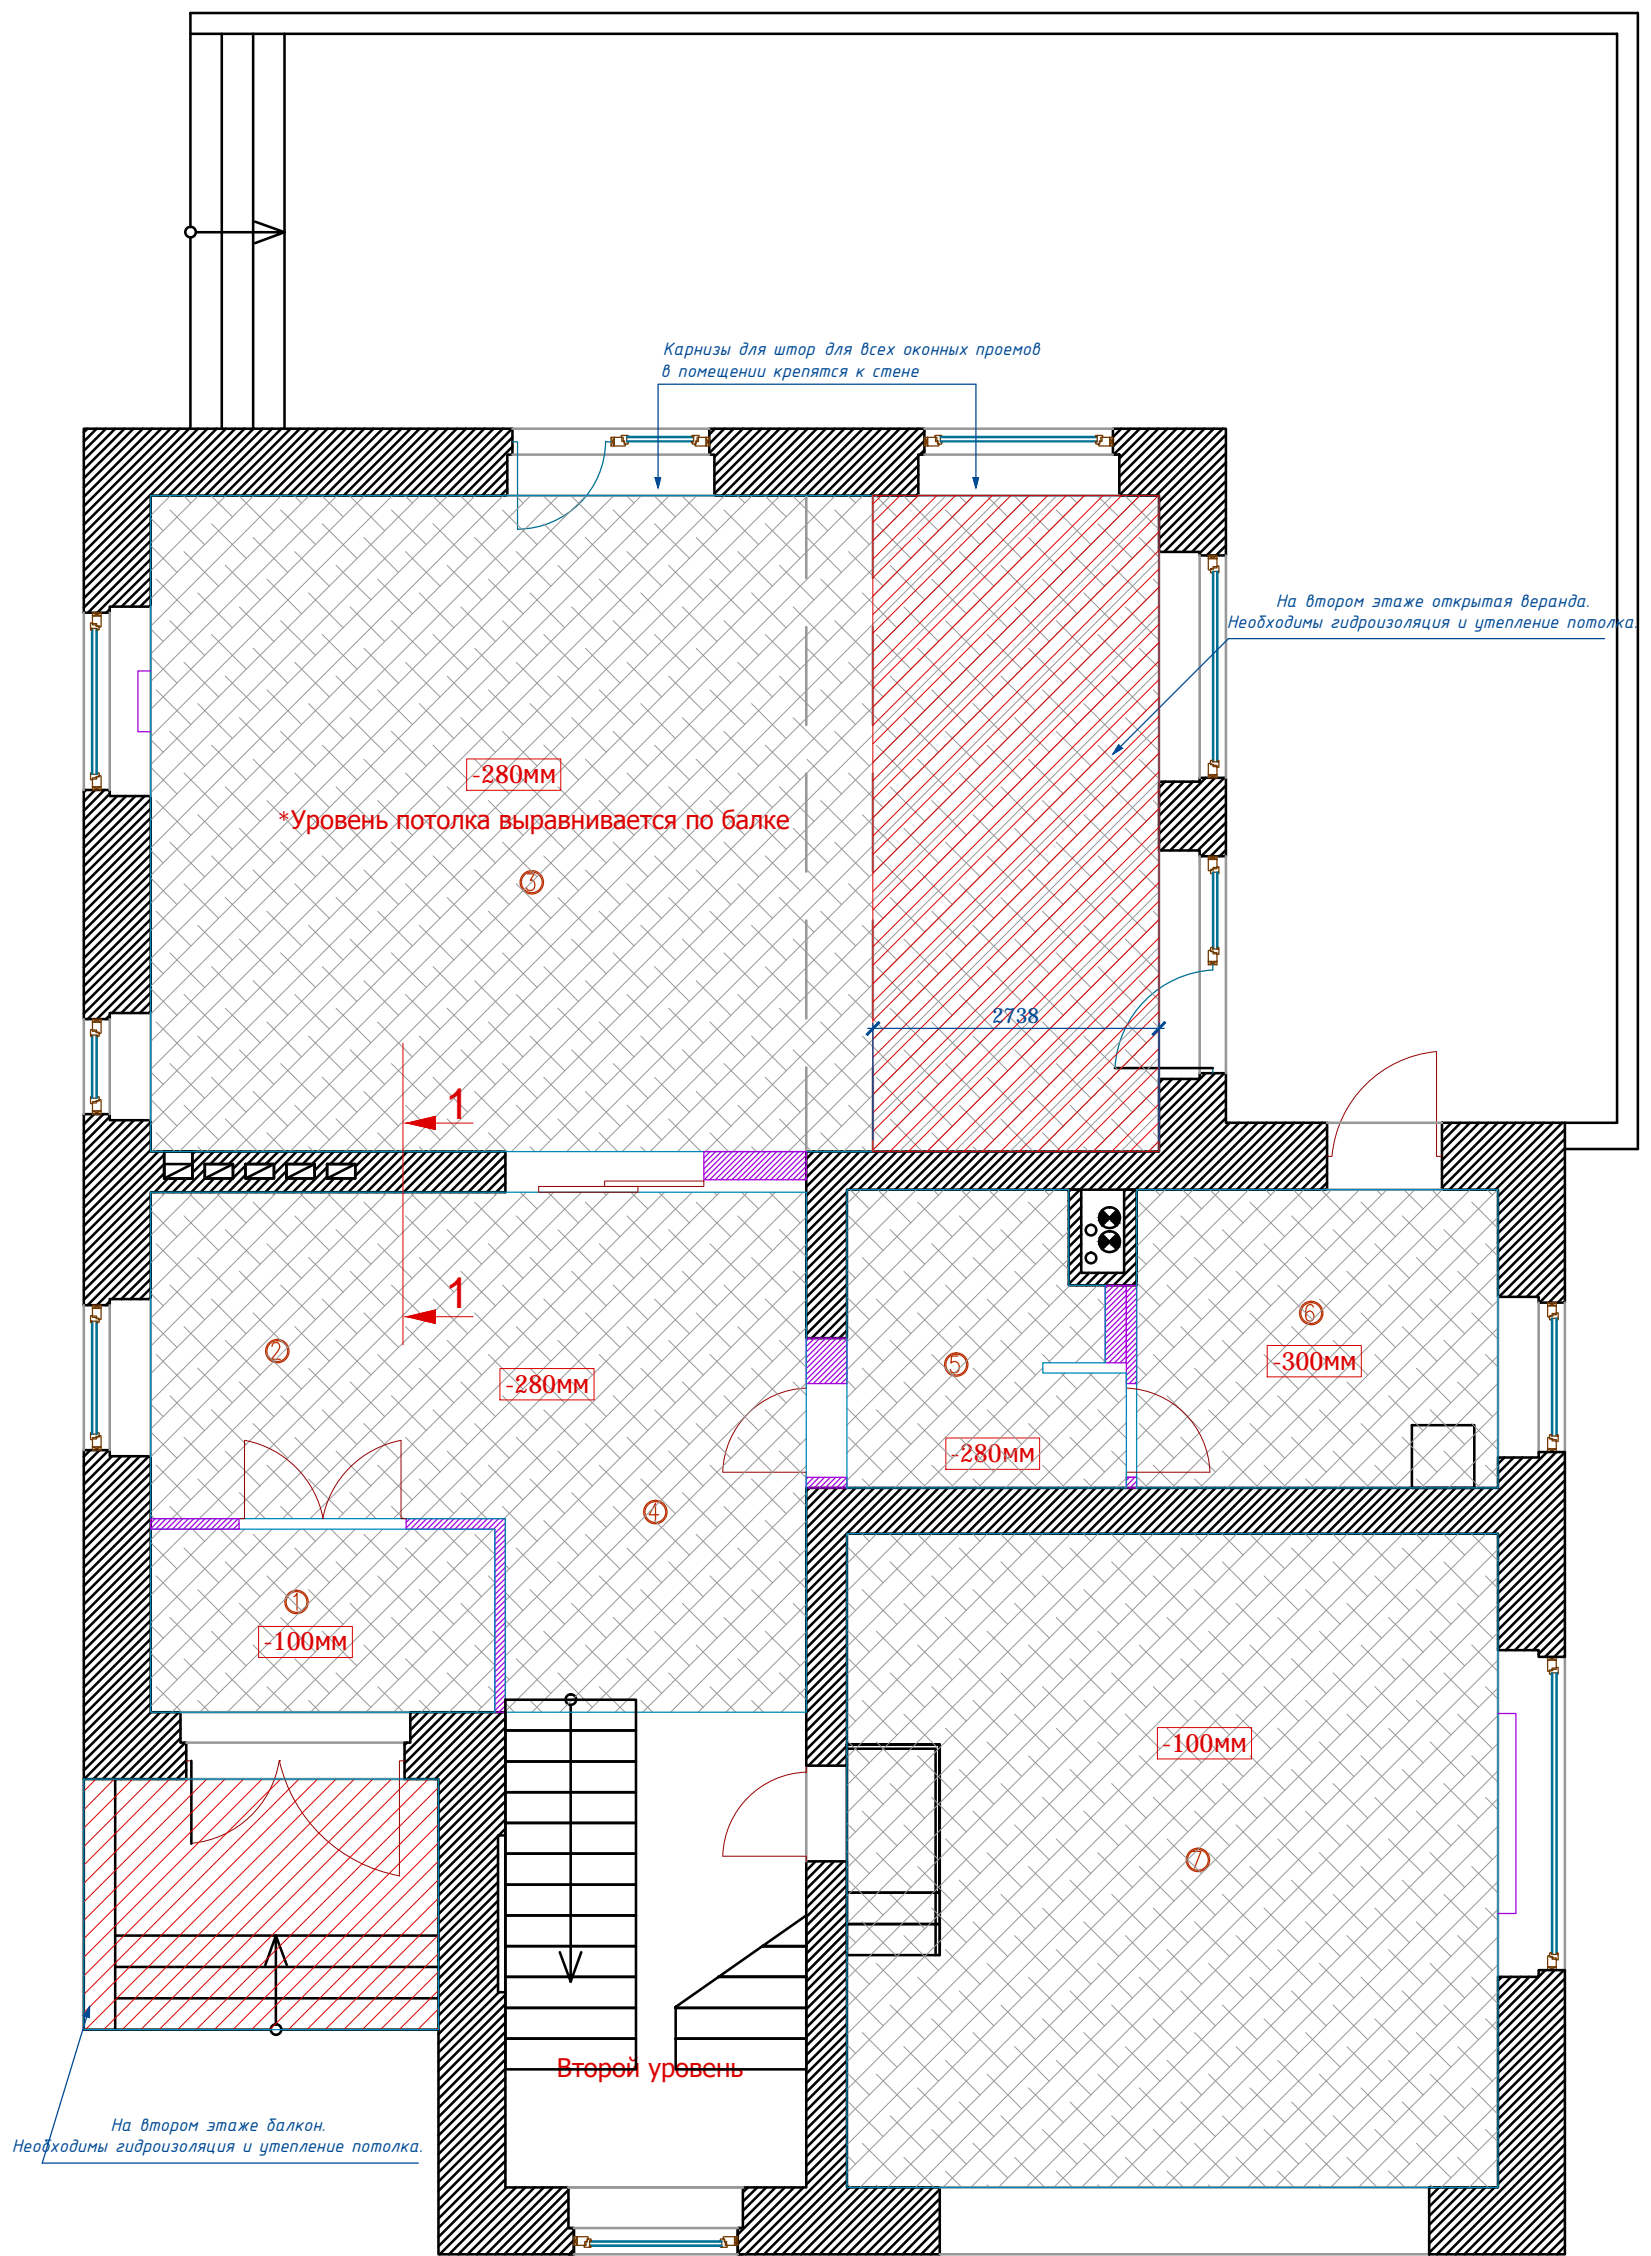 Карнизы для штор для всех оконных проемов
в помещении крепятся к стене
На втором этаже открытая веранда.
Необходимы гидроизоляция и утепление потолка.
-280мм
*Уровень потолка выравнивается по балке
3
2738
1
1
2
-280мм
5
-280мм
6
-300мм
4
1
-100мм
-100мм
7
Второй уровень
На втором этаже балкон.
Необходимы гидроизоляция и утепление потолка.